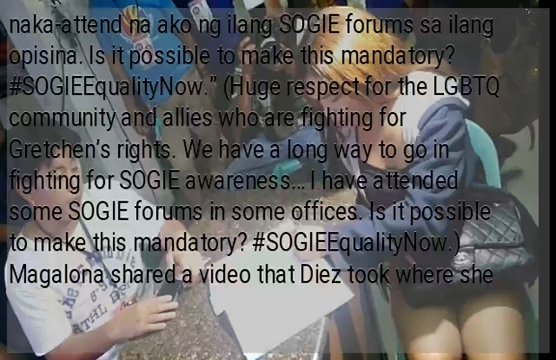 naka-attend na ako ng ilang SOGIE forums sa ilang
opisina. Is it possible to make this mandatory?
#SOGIEEqualityNow.” (Huge respect for the LGBTQ
community and allies who are fighting for
Gretchen’s rights. We have a long way to go in
fighting for SOGIE awareness... I have attended
some SOGIE forums in some offices. Is it possible
to make this mandatory? #SOGIEEqualityNow.)
Magalona shared a video that Diez took where she